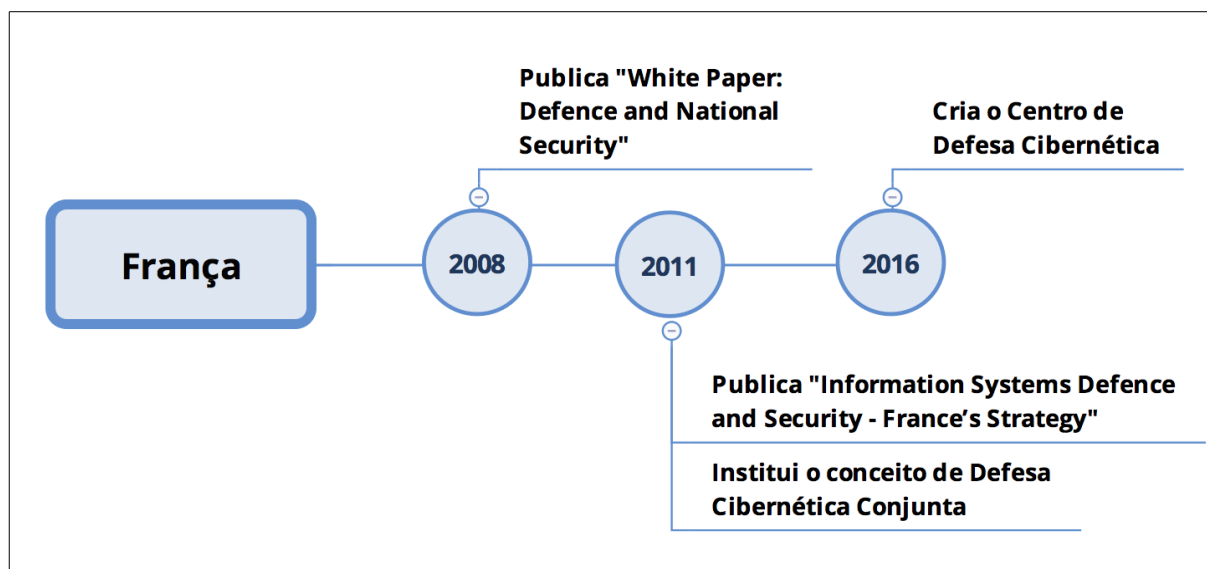 Publica "White Paper:
Defence and National
Security"
Cria o Centro de
Defesa Cibernética
França
2008
2011
2016
Publica "Information Systems Defence
and Security - France’s Strategy"
Institui o conceito de Defesa
Cibernética Conjunta